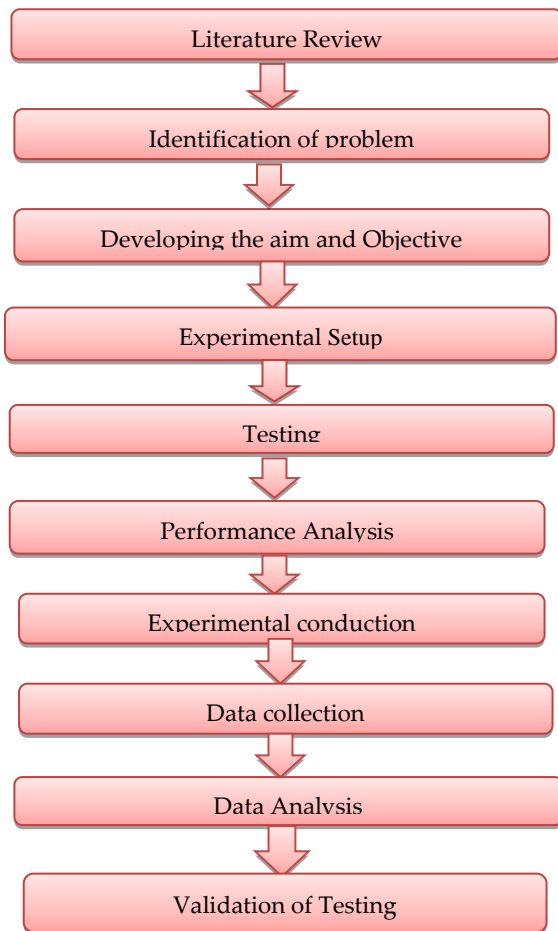 Literature Review
Identification of problem
Developing the aim and Objective
Experimental Setup
Testing
Performance Analysis
Experimental conduction
Data collection
Data Analysis
Validation of Testing